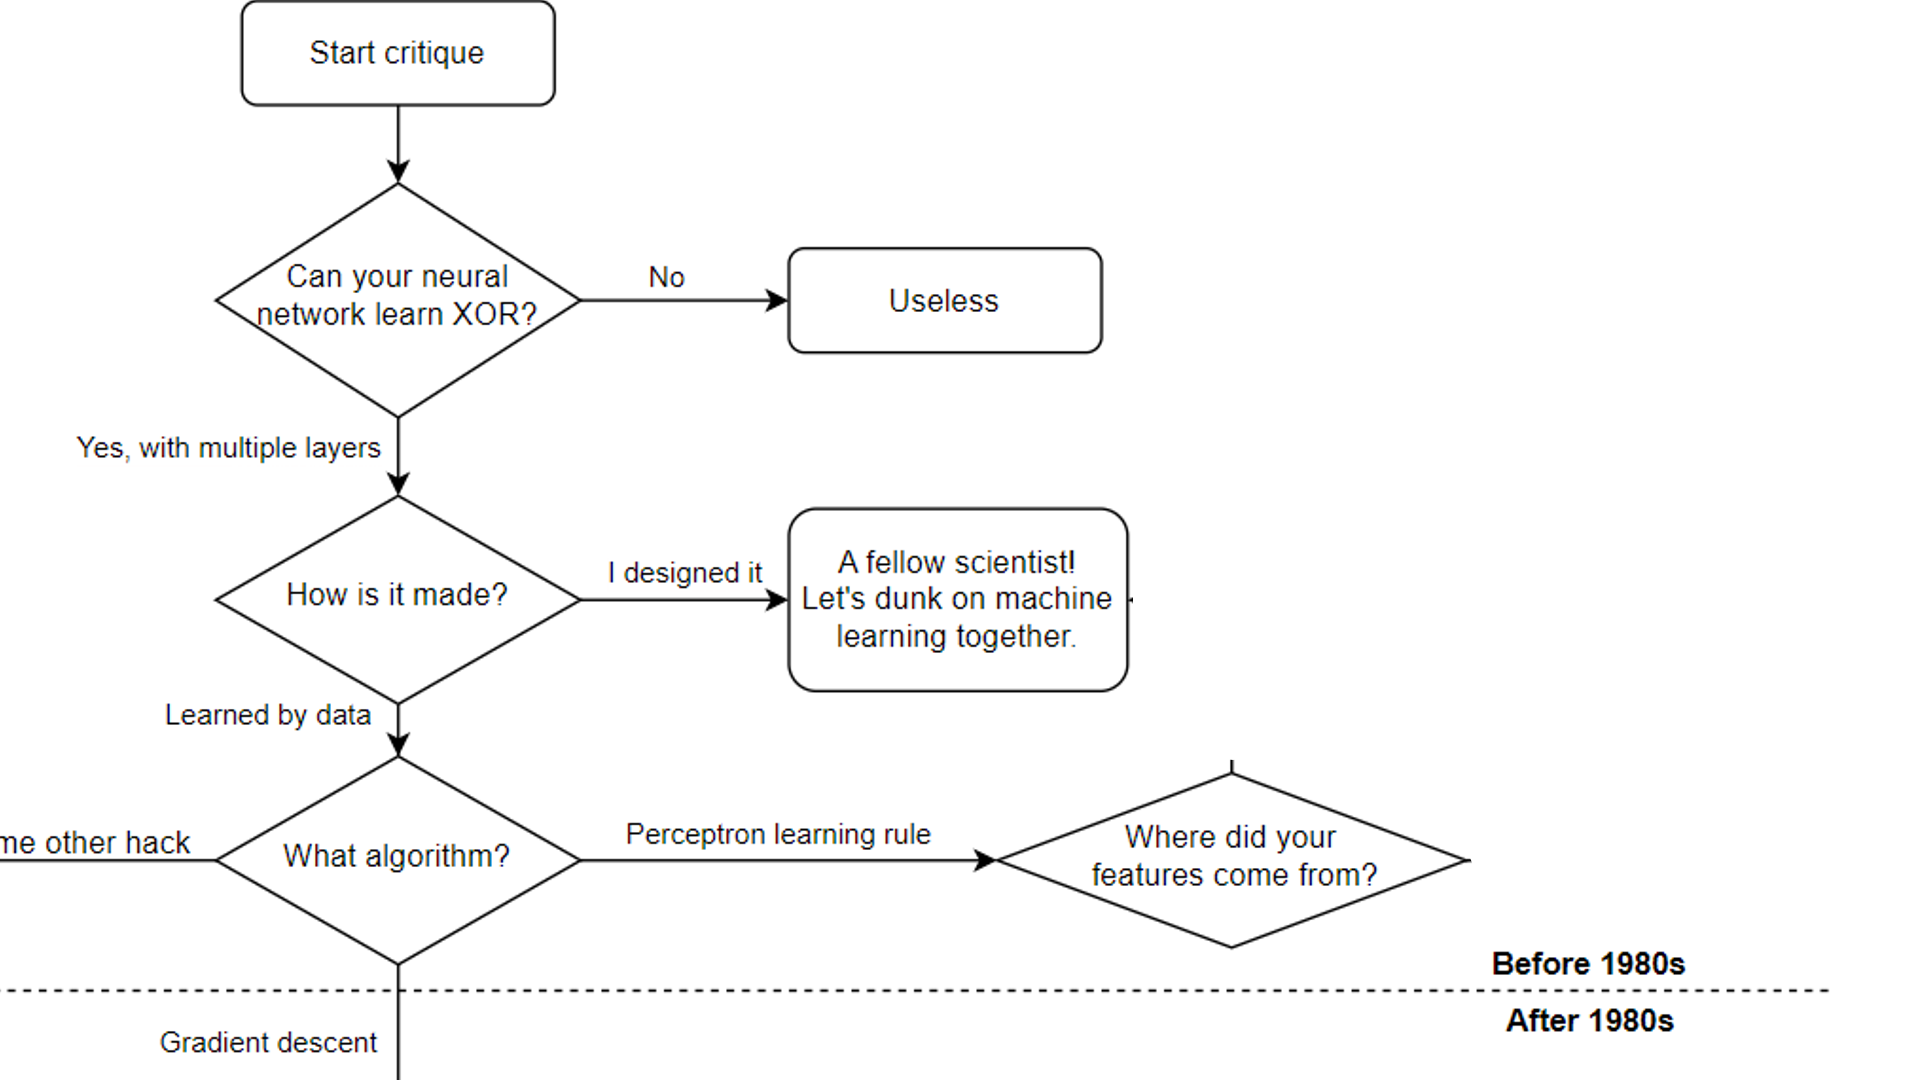 Start critique
Can your neural
network learn XOR?
No
Useless
Yes, with multiple layers
How is it made?
I designed it
A fellow scientist!
Let's dunk on machine
learning together.
Learned by data
other hack
What algorithm?
Perceptron learning rule
Where did your
features come from?
Before 1980s
After 1980s
Gradient descent